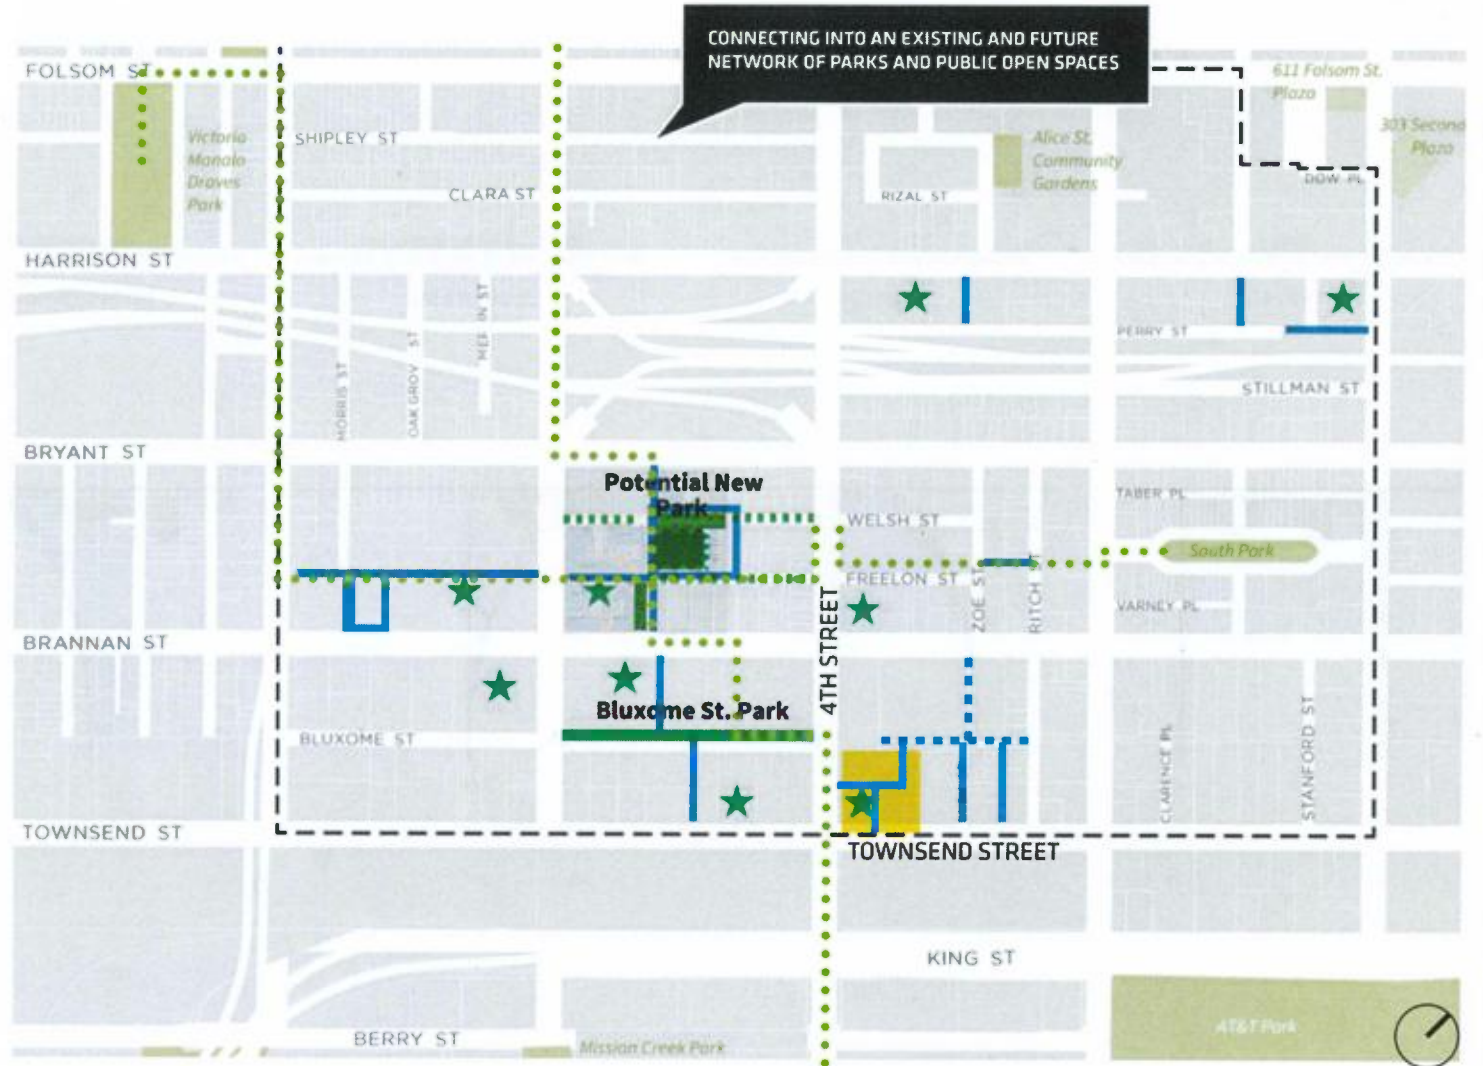 CONNECTING INTO AN EXISTING AND FUTURE
NETWORK OF PARKS AND PUBLIC OPEN SPACES
FOLSOM ST
611 Folsom St.
Plaza
303 Second
Plaza
Victoria
Manalo
Draves
Park
SHIPLEY ST
Alice St.
Community
Gardens
CLARA ST
RIZAL ST
DOW PL
HARRISON ST
MERLIN ST
OAK GROV ST
MORRIS ST
PERRY ST
STILLMAN ST
BRYANT ST
Potential New
Park
TABER PL
WELSH ST
South Park
FREELON ST
ZOE ST
RITCH ST
VARNEY PL
BRANNAN ST
4TH STREET
Bluxome St. Park
BLUXOME ST
CLARENCE PL
STANFORD ST
TOWNSEND ST
TOWNSEND STREET
KING ST
BERRY ST
Mission Creek Park
AT&T Park